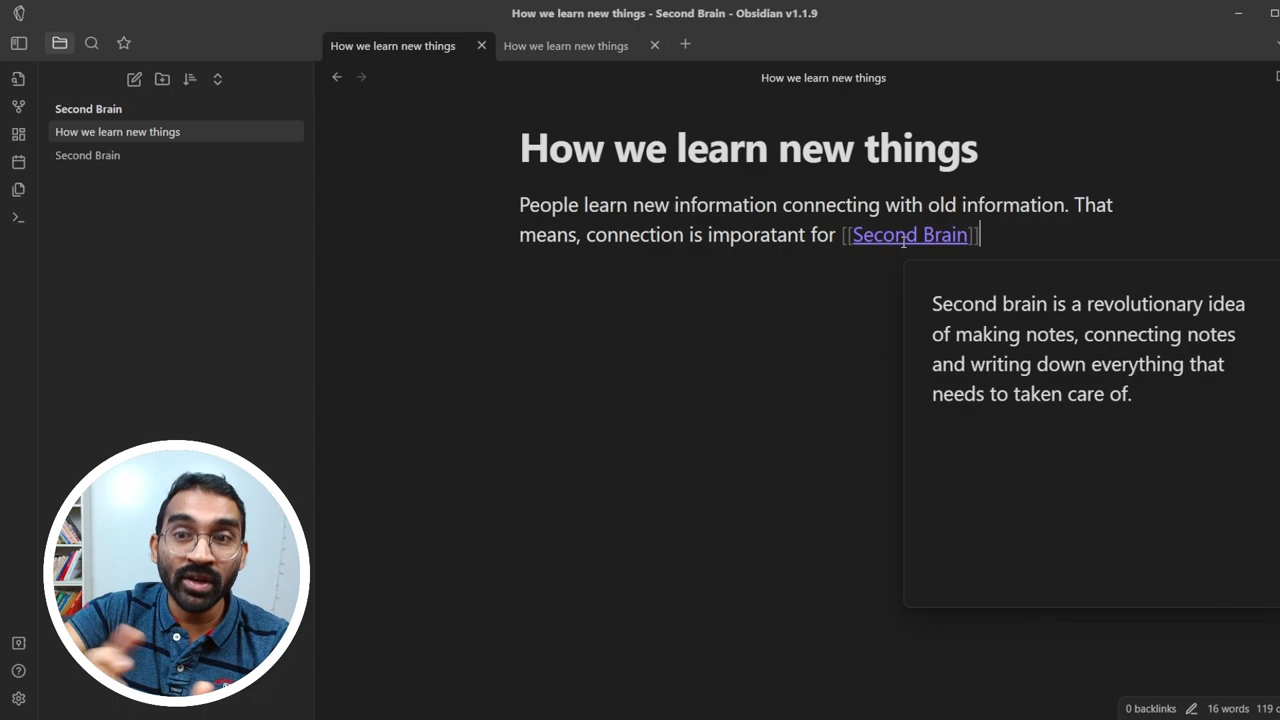 How we learn new things - Second Brain - Obsidian v1.1.9
How we learn new things
How we learn new things
How we learn new things
Second Brain
How we learn new things
Second Brain
How we learn new things
People learn new information connecting with old information. That
means, connection is imporatant for [[Second Brain]]
Second brain is a revolutionary idea
of making notes, connecting notes
and writing down everything that
needs to taken care of.
0 backlinks 16 words 119 c